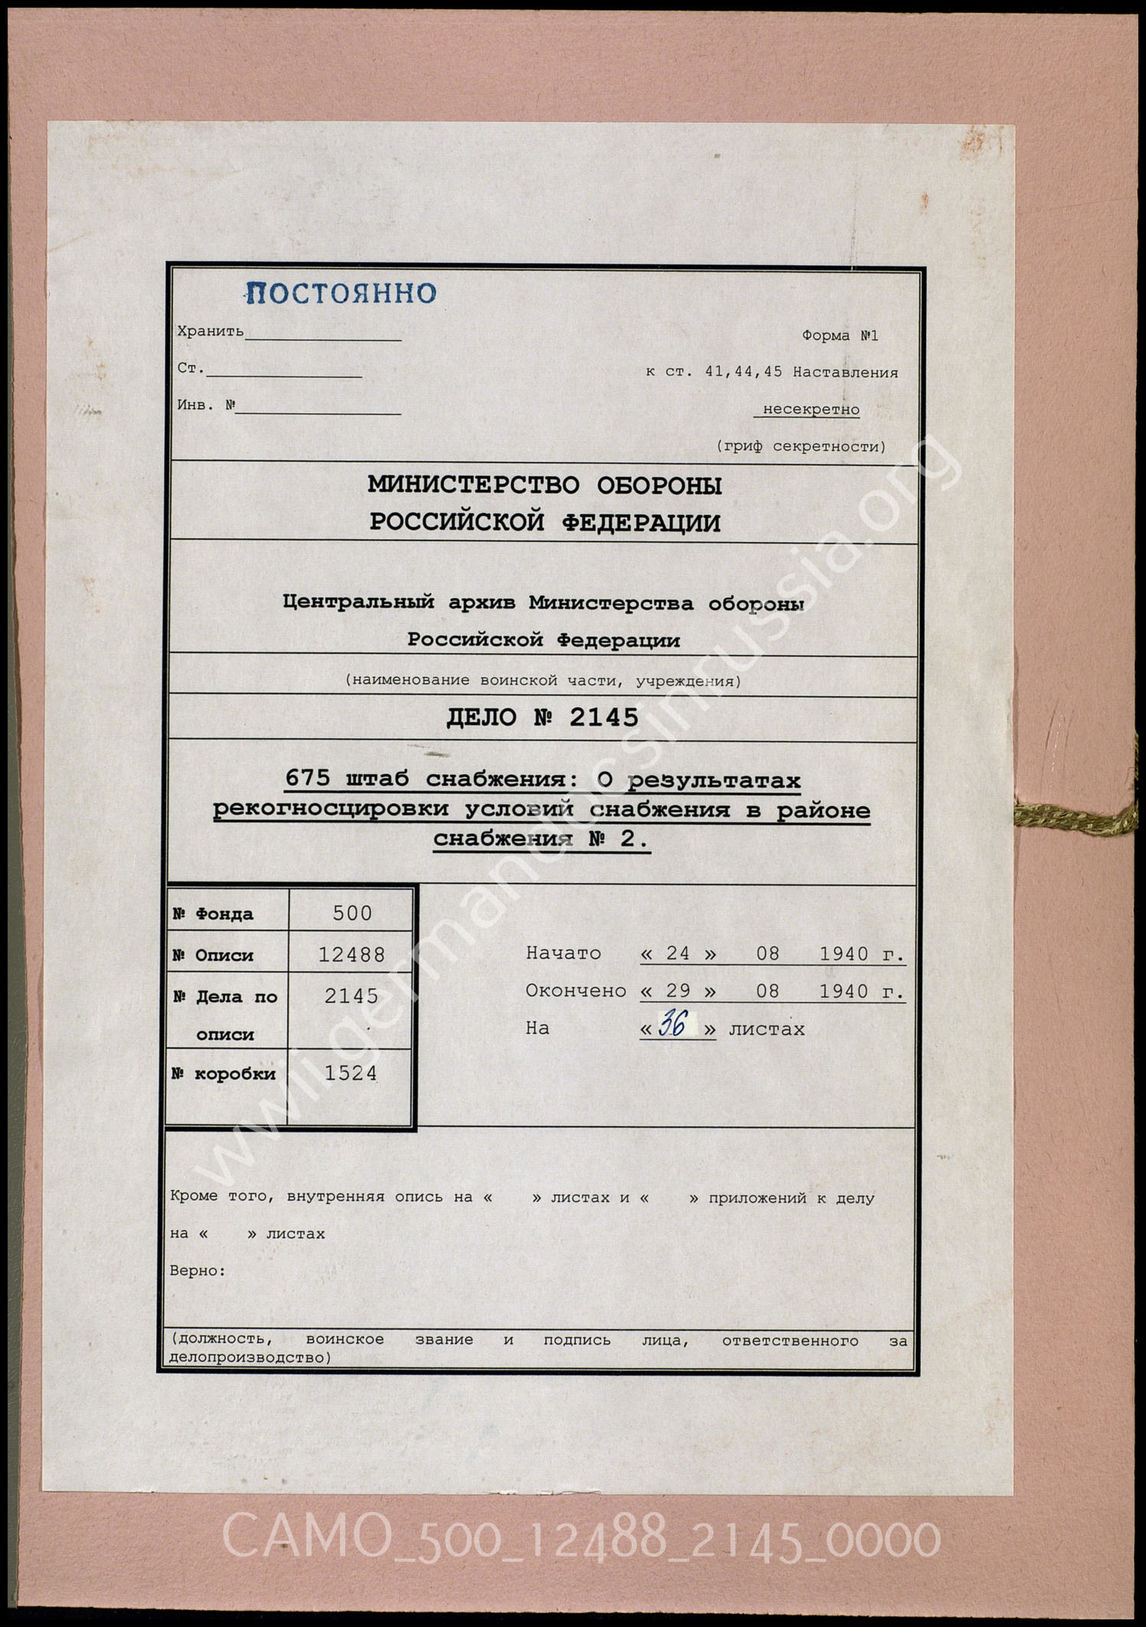 ПОСТОЯННО
Хранить
Форма №1
Ст.
к ст. 41,44,45 Наставления
Инв. №
несекретно
(гриф секретности)
МИНИСТЕРСТВО ОБОРОНЫ
РОССИЙСКОЙ ФЕДЕРАЦИИ
Центральный архив Министерства обороны
Российской Федерации
(наименование воинской части, учреждения)
ДЕЛО № 2145
675 штаб снабжения: О результатах
рекогносцировки условий снабжения в районе
снабжения № 2.
№ Фонда 500
№ Описи 12488
№ Дела по 2145
описи
№ коробки 1524
Начато « 24 » 08 1940 г.
Окончено « 29 » 08 1940 г.
На « 36 » листах
Кроме того, внутренняя опись на « » листах и « » приложений к делу
на « » листах
Верно:
(должность, воинское звание и подпись лица, ответственного за
делопроизводство)
www.germandocsinrussia.org
CAMO_500_12488_2145_0000